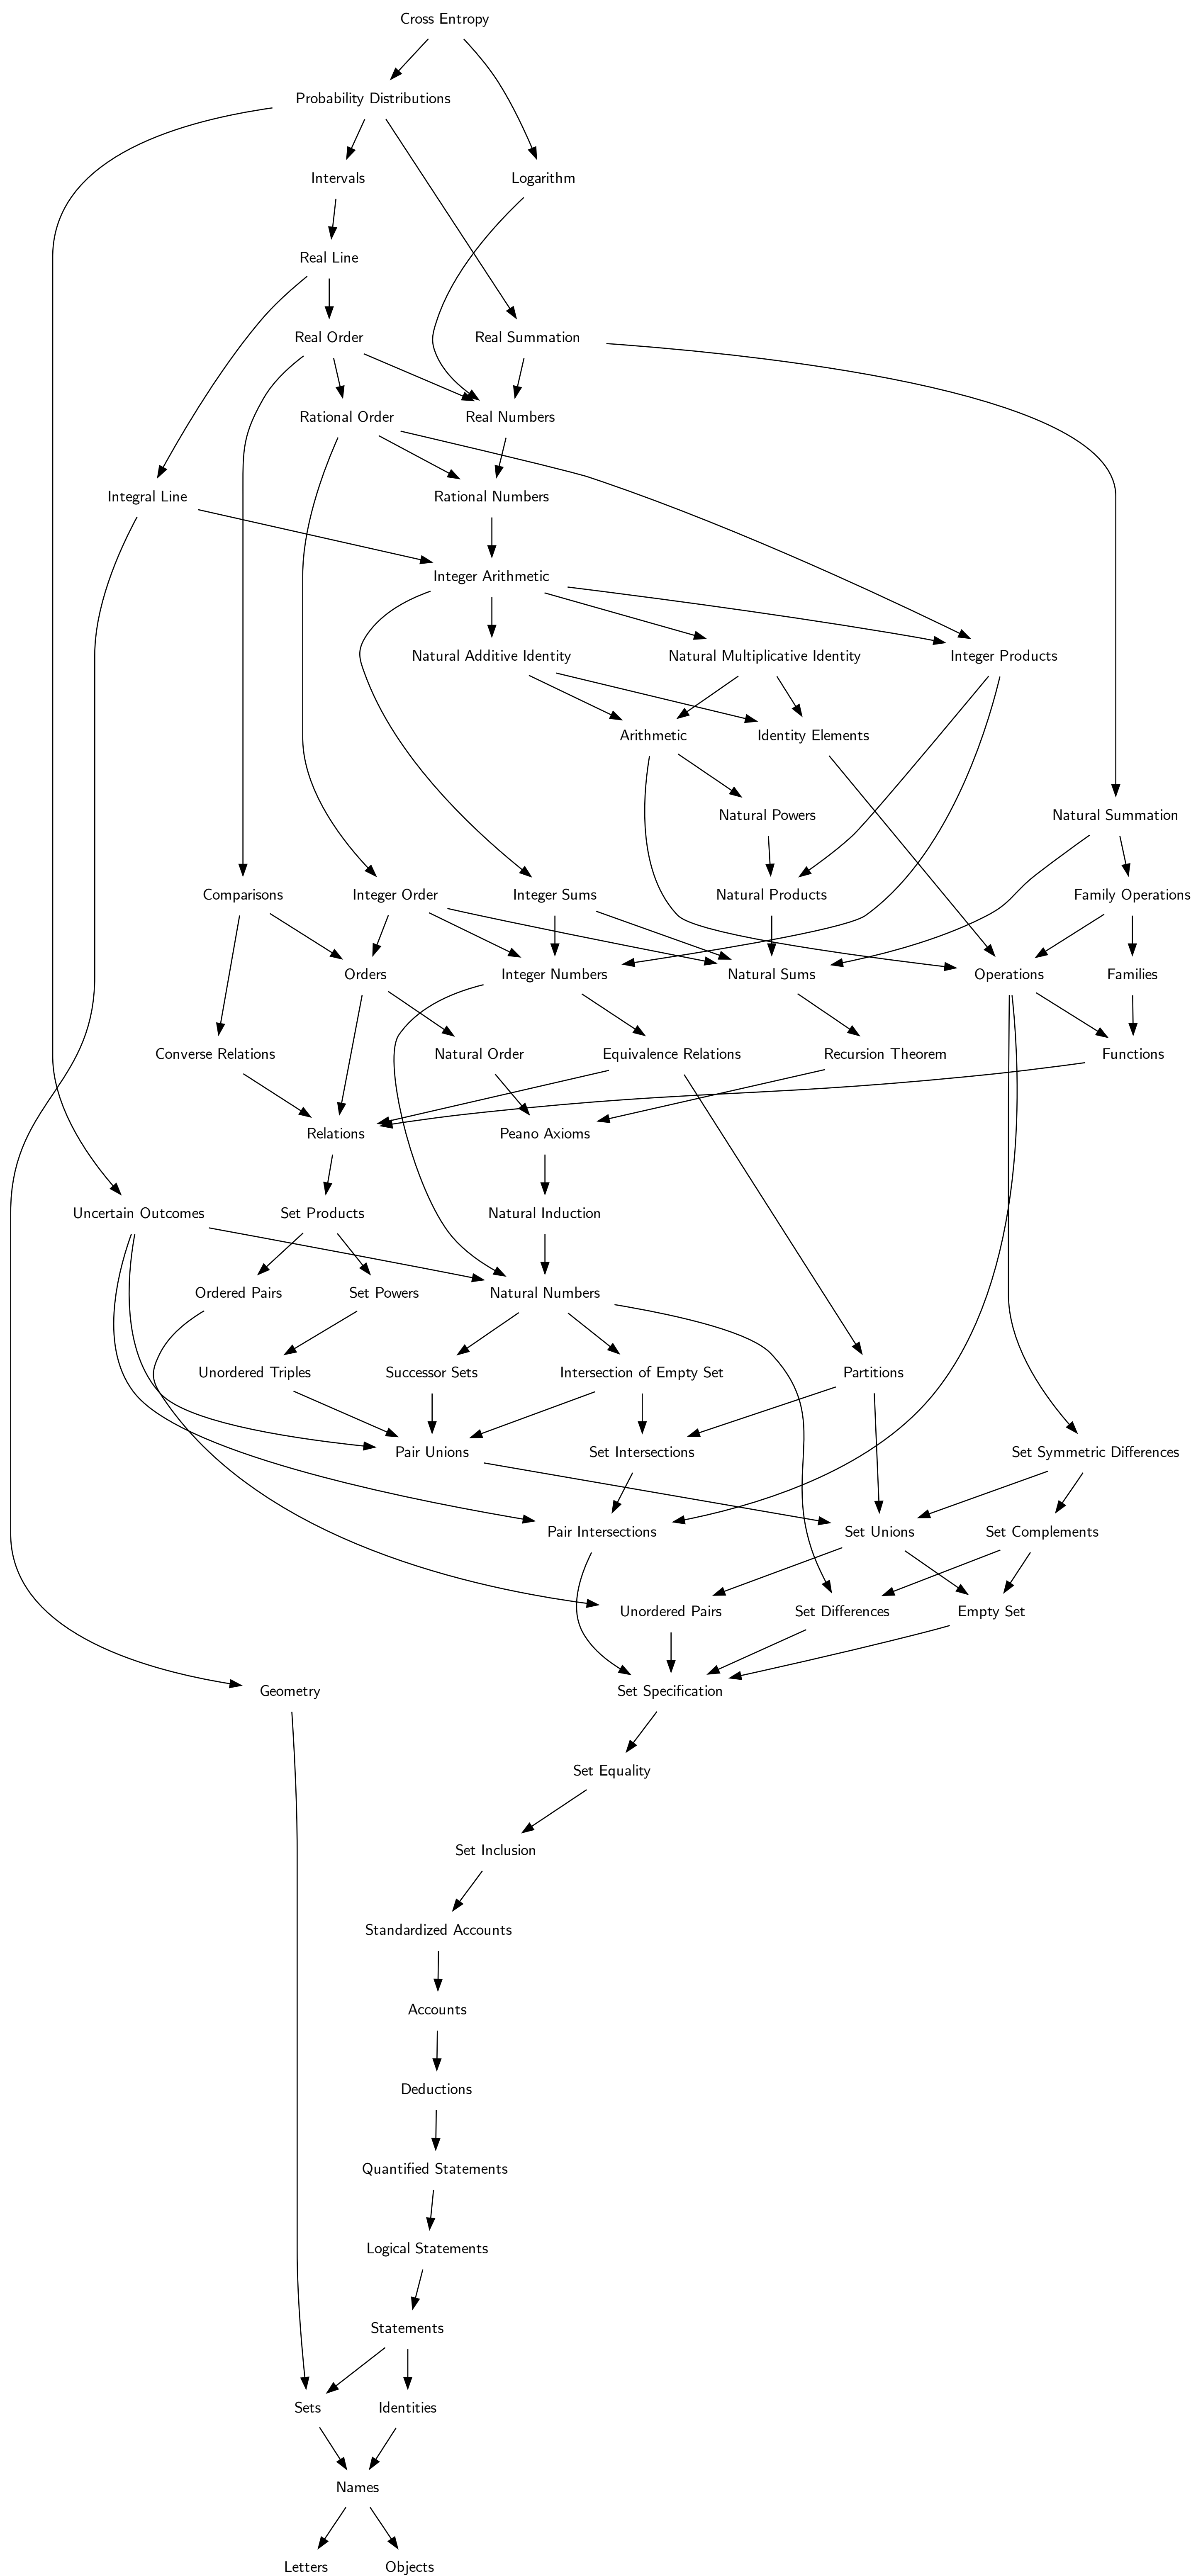 Cross Entropy
Probability Distributions
Intervals
Logarithm
Real Line
Real Order
Real Summation
Rational Order
Real Numbers
Integral Line
Rational Numbers
Integer Arithmetic
Natural Additive Identity
Natural Multiplicative Identity
Integer Products
Arithmetic
Identity Elements
Natural Powers
Natural Summation
Comparisons
Integer Order
Integer Sums
Natural Products
Family Operations
Orders
Integer Numbers
Natural Sums
Operations
Families
Converse Relations
Natural Order
Equivalence Relations
Recursion Theorem
Functions
Relations
Peano Axioms
Uncertain Outcomes
Set Products
Natural Induction
Ordered Pairs
Set Powers
Natural Numbers
Unordered Triples
Successor Sets
Intersection of Empty Set
Partitions
Pair Unions
Set Intersections
Set Symmetric Differences
Pair Intersections
Set Unions
Set Complements
Unordered Pairs
Set Differences
Empty Set
Geometry
Set Specification
Set Equality
Set Inclusion
Standardized Accounts
Accounts
Deductions
Quantified Statements
Logical Statements
Statements
Sets
Identities
Names
Letters
Objects